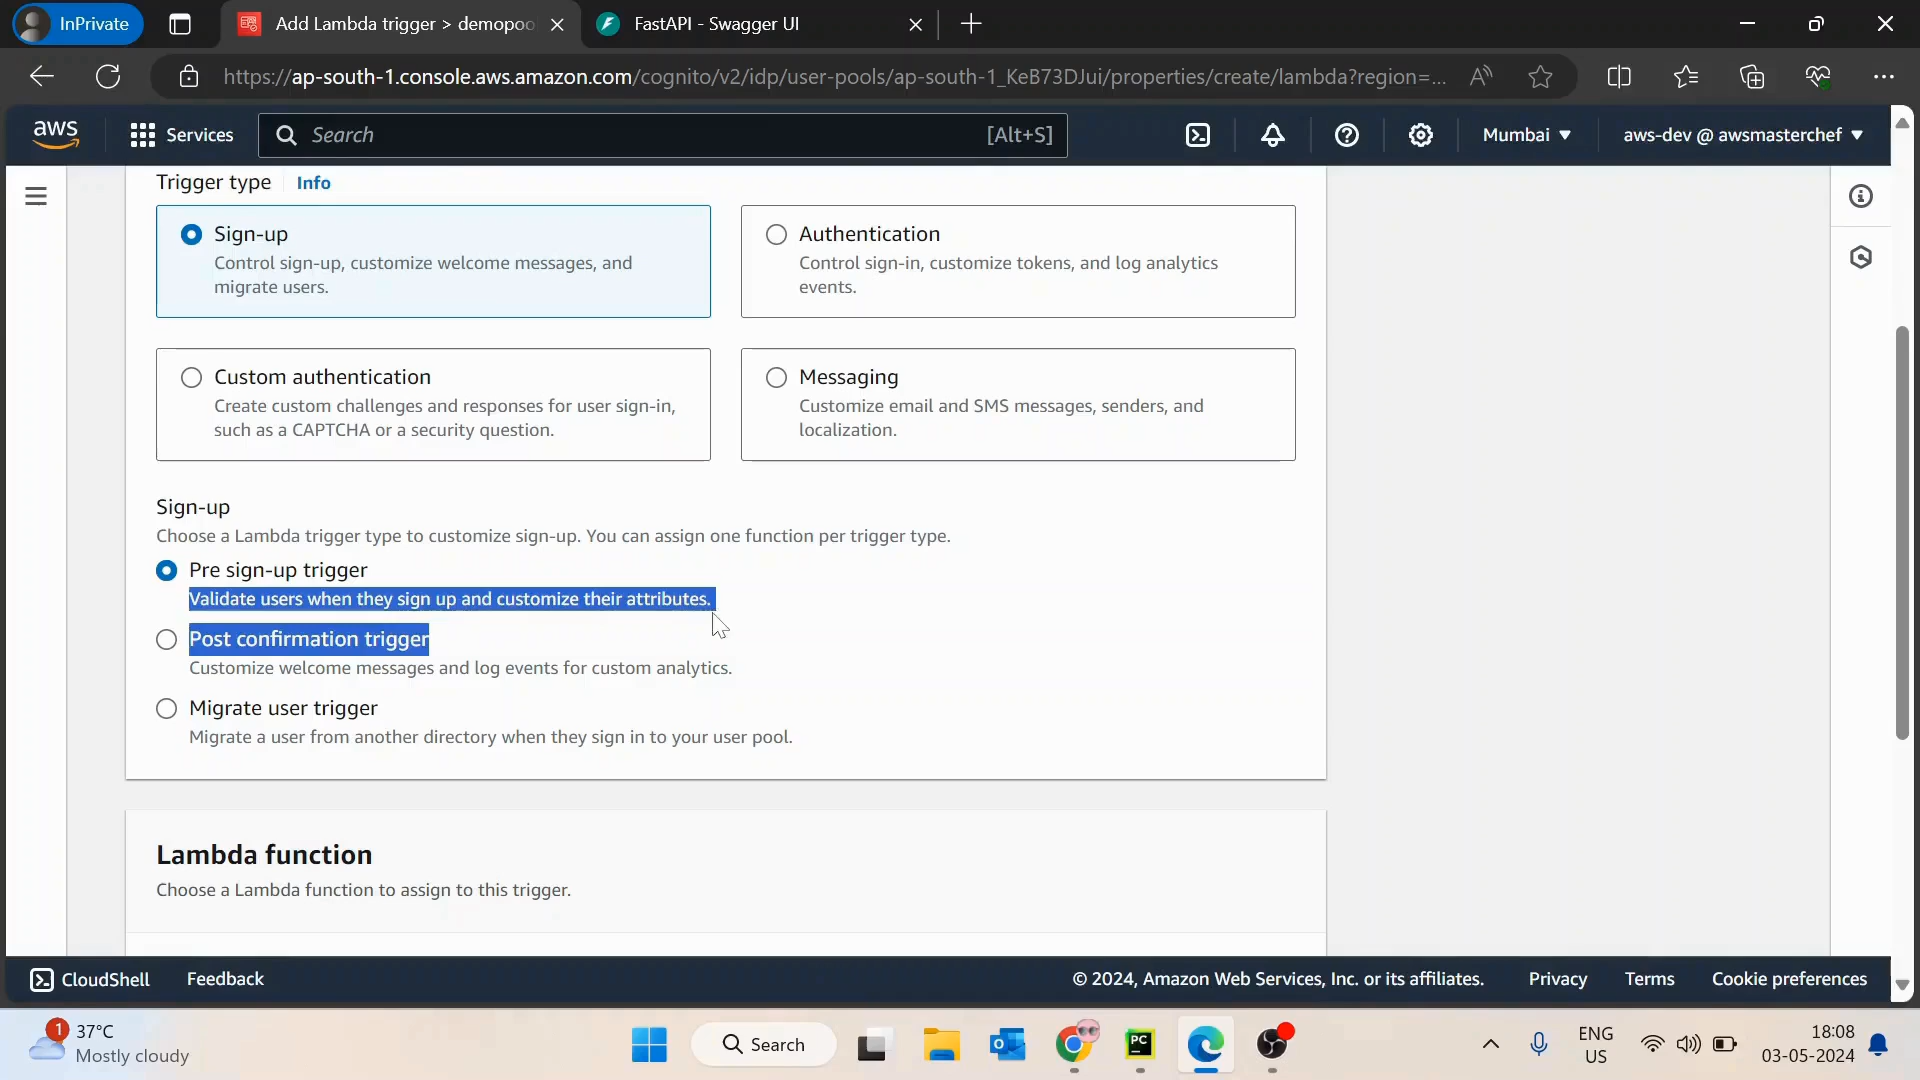 InPrivate
Add Lambda trigger > demopoo
FastAPI - Swagger UI
https://ap-south-1.console.aws.amazon.com/cognito/v2/idp/user-pools/ap-south-1_KeB73DJui/properties/create/lambda?region=...
aws
Services
Search
[Alt+S]
Mumbai
aws-dev @ awsmasterchef
Trigger type
Info
Sign-up
Control sign-up, customize welcome messages, and
migrate users.
Authentication
Control sign-in, customize tokens, and log analytics
events.
Custom authentication
Create custom challenges and responses for user sign-in,
such as a CAPTCHA or a security question.
Messaging
Customize email and SMS messages, senders, and
localization.
Sign-up
Choose a Lambda trigger type to customize sign-up. You can assign one function per trigger type.
Pre sign-up trigger
Validate users when they sign up and customize their attributes.
Post confirmation trigger
Customize welcome messages and log events for custom analytics.
Migrate user trigger
Migrate a user from another directory when they sign in to your user pool.
Lambda function
Choose a Lambda function to assign to this trigger.
CloudShell
Feedback
© 2024, Amazon Web Services, Inc. or its affiliates.
Privacy
Terms
Cookie preferences
1
37°C
Mostly cloudy
Search
PC
ENG
US
18:08
03-05-2024